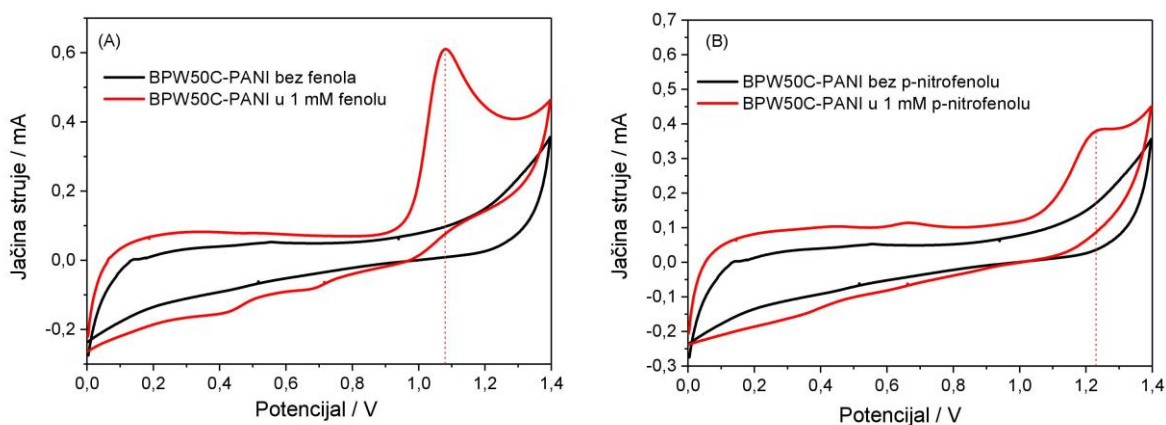 (A)
BPW50C-PANI bez fenola
BPW50C-PANI u 1 mM fenolu
Jačina struje / mA
0,6
0,4
0,2
0,0
-0,2
0,0 0,2 0,4 0,6 0,8 1,0 1,2 1,4
Potencijal / V
(B)
BPW50C-PANI bez p-nitrofenolu
BPW50C-PANI u 1 mM p-nitrofenolu
Jačina struje / mA
0,7
0,6
0,5
0,4
0,3
0,2
0,1
0,0
-0,1
-0,2
-0,3
0,0 0,2 0,4 0,6 0,8 1,0 1,2 1,4
Potencijal / V